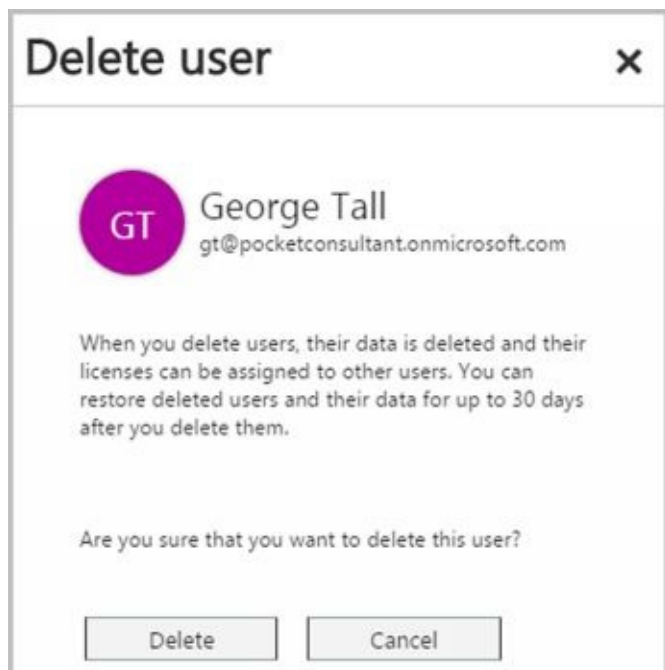 Delete user
GT
George Tall
gt@pocketconsultant.onmicrosoft.com
When you delete users, their data is deleted and their
licenses can be assigned to other users. You can
restore deleted users and their data for up to 30 days
after you delete them.
Are you sure that you want to delete this user?
Delete
Cancel